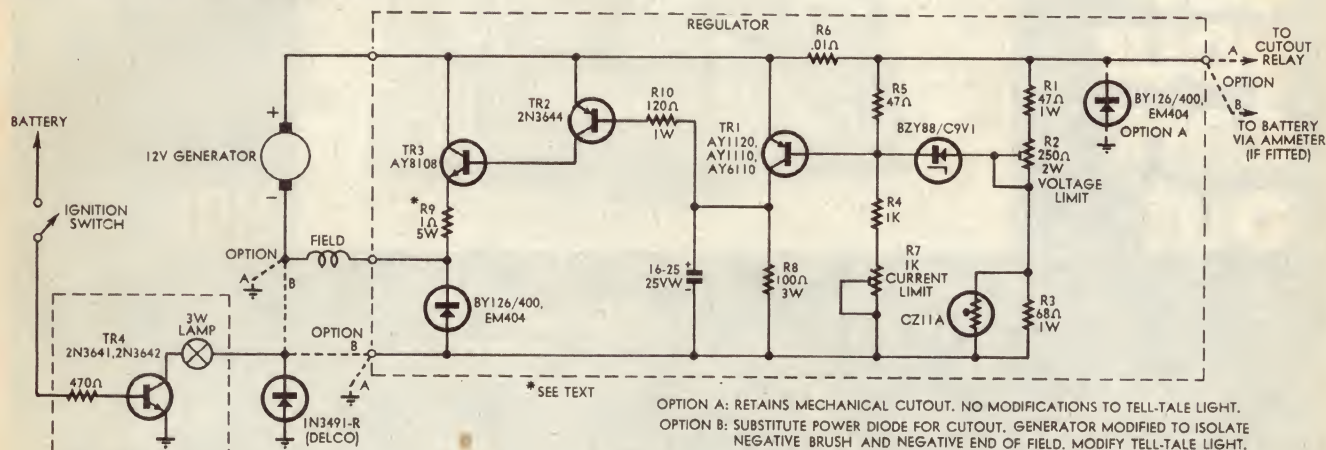 REGULATOR
R6
.01Ω
A
TO
CUTOUT
RELAY
OPTION
B
TO BATTERY
VIA AMMETER
(IF FITTED)
BATTERY
+
12V GENERATOR
−
IGNITION
SWITCH
TR3
AY8108
TR2
2N3644
R10
120Ω
1W
TR1
AY1120,
AY1110,
AY6110
R5
47Ω
BZY88/C9V1
R1
47Ω
1W
R2
250Ω
2W
VOLTAGE
LIMIT
BY126/400,
EM404
OPTION A
*
R9
1Ω
5W
OPTION
FIELD
A
B
BY126/400,
EM404
16-25
25VW
+
−
R8
100Ω
3W
R4
1K
R7
1K
CURRENT
LIMIT
CZ11A
R3
68Ω
1W
3W
LAMP
TR4
2N3641,2N3642
470Ω
OPTION
B
A
1N3491-R
(DELCO)
*SEE TEXT
OPTION A: RETAINS MECHANICAL CUTOUT. NO MODIFICATIONS TO TELL-TALE LIGHT.
OPTION B: SUBSTITUTE POWER DIODE FOR CUTOUT. GENERATOR MODIFIED TO ISOLATE
NEGATIVE BRUSH AND NEGATIVE END OF FIELD. MODIFY TELL-TALE LIGHT.